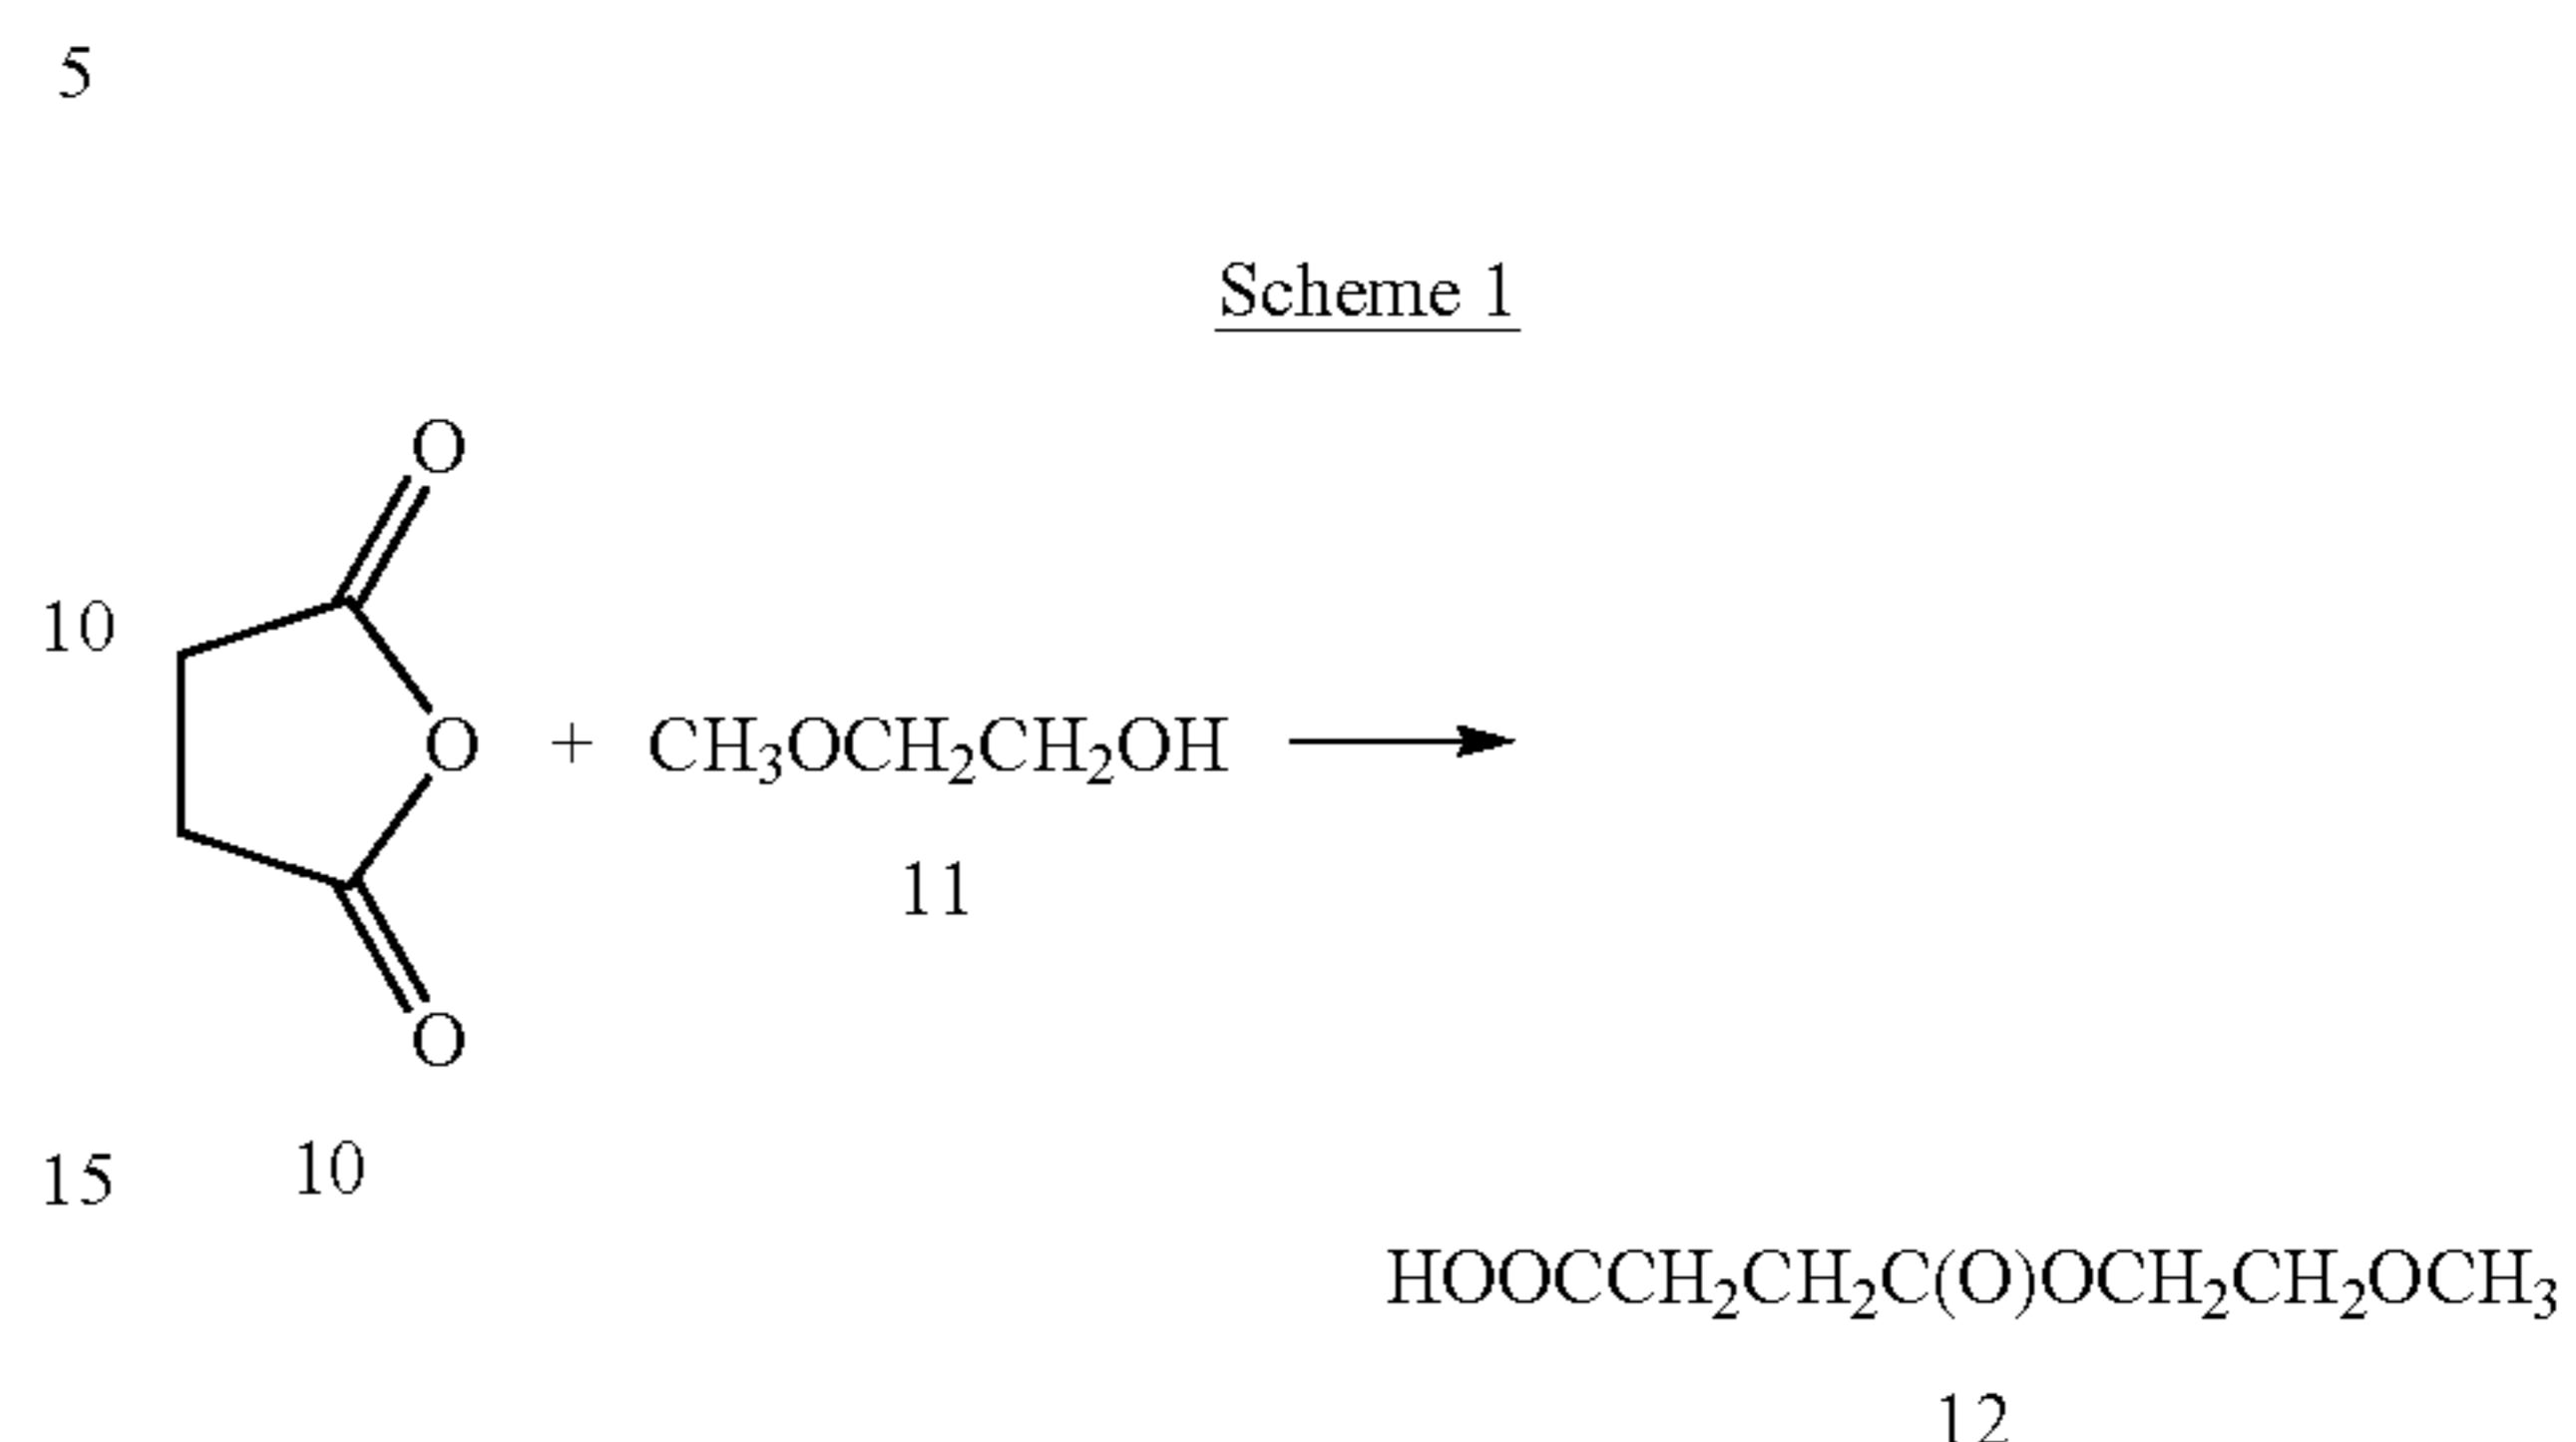 5
Scheme 1
O
10
O + CH₃OCH₂CH₂OH
11
O
15 10
HOOCCH₂CH₂C(O)OCH₂CH₂OCH₃
12